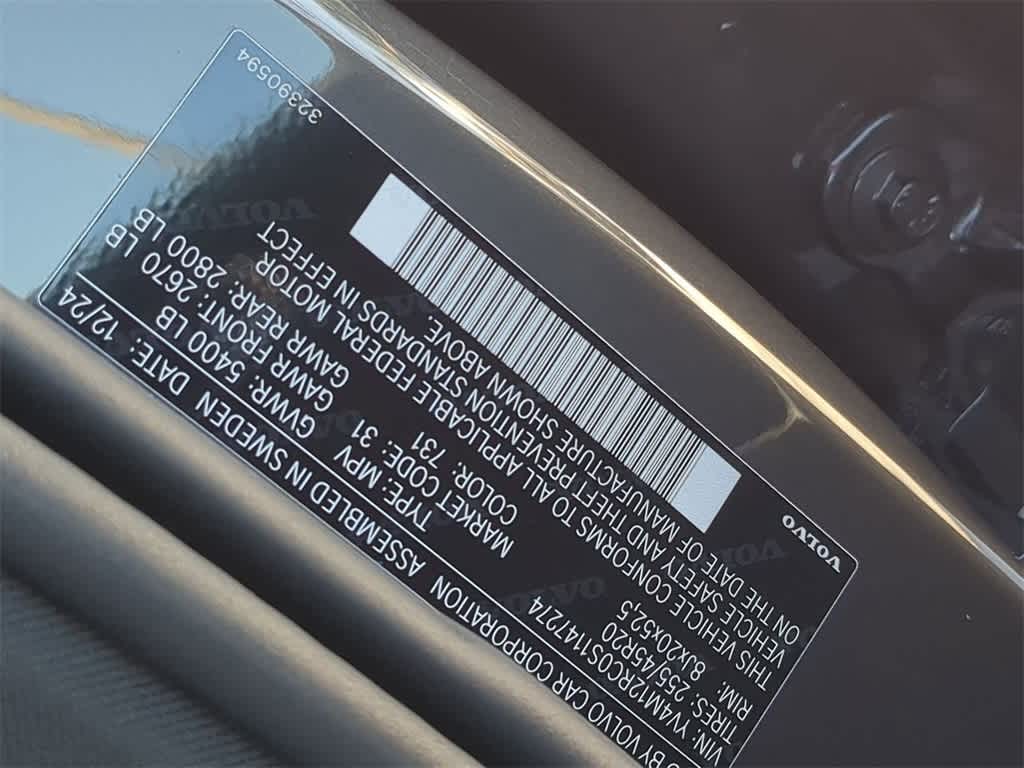 BY VOLVO CAR CORPORATION ASSEMBLED IN SWEDEN DATE: 12/24
VIN: YV4M12RC0S1147274 TYPE: MPV GVWR: 5400 LB
TIRES: 255/45R20 MARKET CODE: 31 GAWR FRONT: 2670 LB
RIM: 8Jx20x52,5 COLOR: 731 GAWR REAR: 2800 LB
THIS VEHICLE CONFORMS TO ALL APPLICABLE FEDERAL MOTOR
VEHICLE SAFETY AND THEFT PREVENTION STANDARDS IN EFFECT
ON THE DATE OF MANUFACTURE SHOWN ABOVE.
VOLVO 32390594